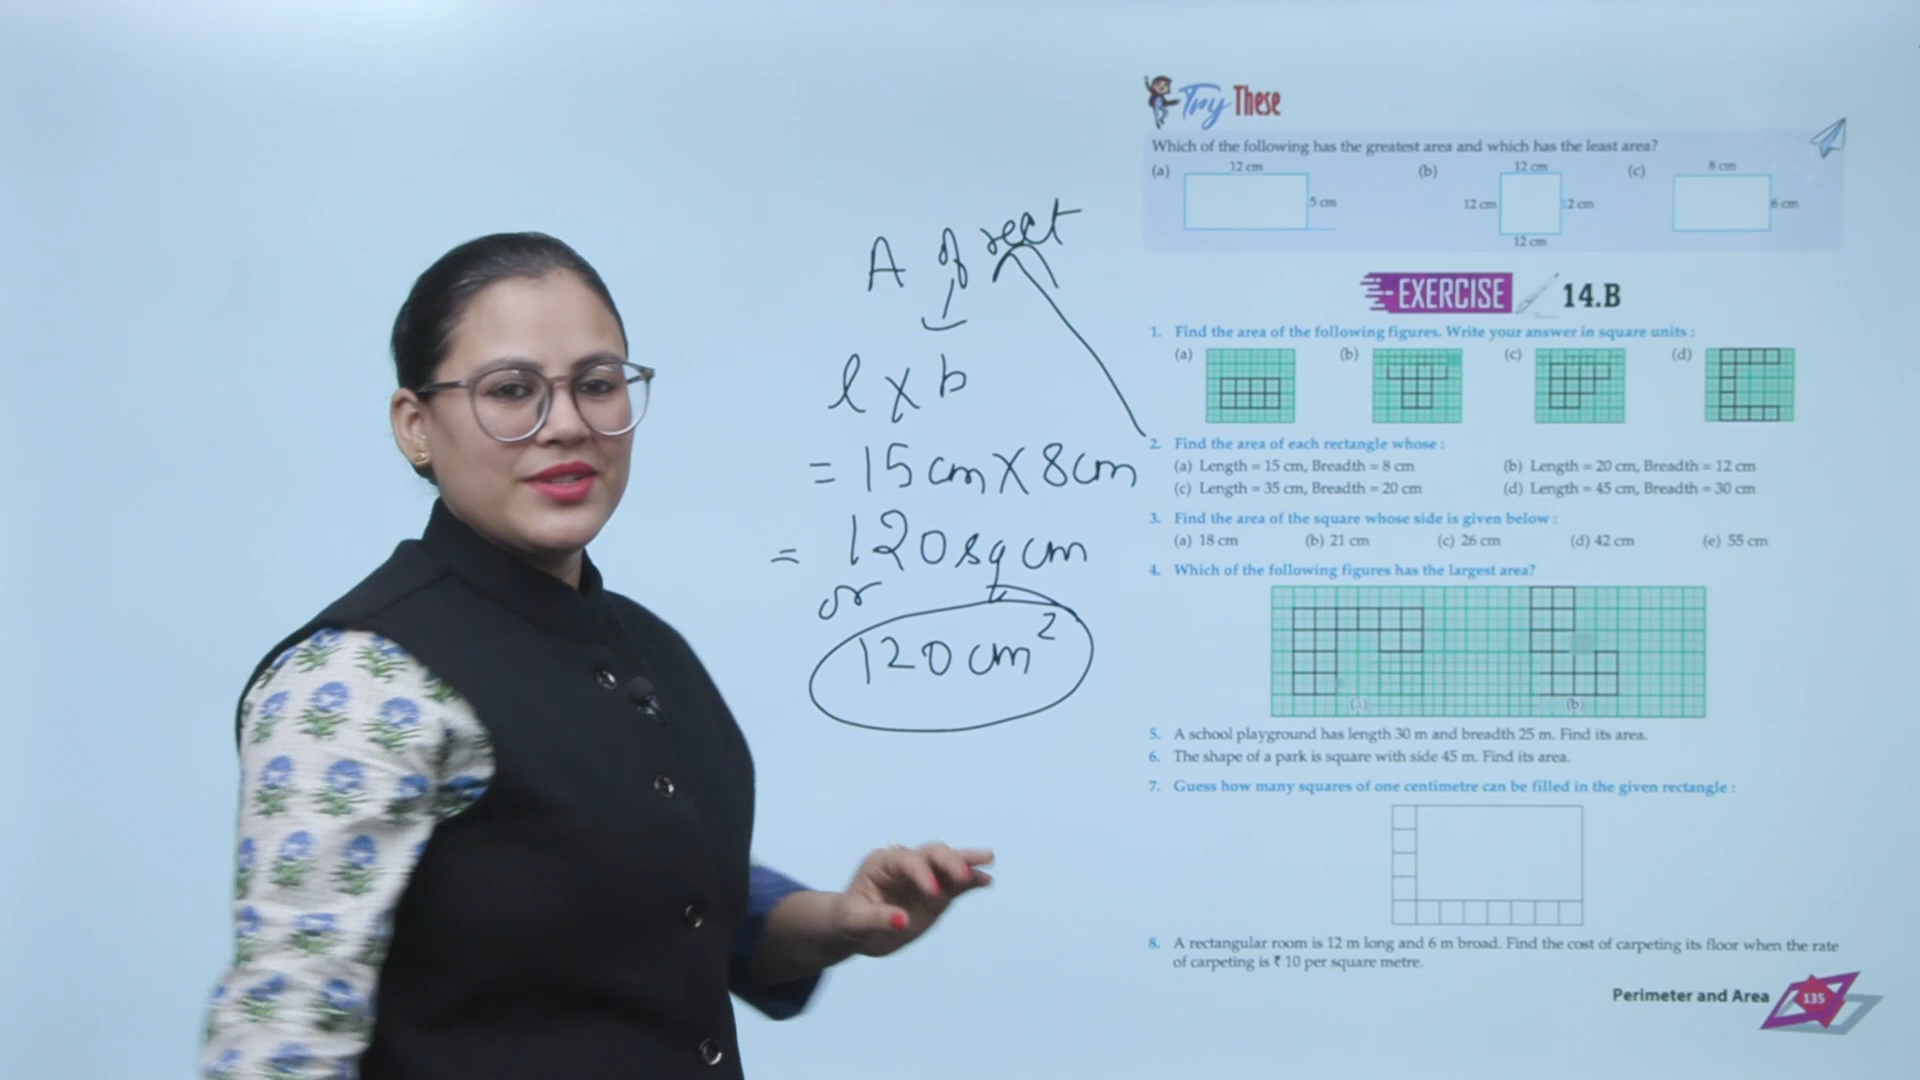 A of rect
l x b
= 15 cm X 8 cm
= 120 sq cm
or
120 cm²
Try These
Which of the following has the greatest area and which has the least area?
(a) 12 cm 5 cm
(b) 12 cm 12 cm 12 cm 12 cm
(c) 8 cm 6 cm
EXERCISE 14.B
1. Find the area of the following figures. Write your answer in square units :
(a) (b) (c) (d)
2. Find the area of each rectangle whose :
(a) Length = 15 cm, Breadth = 8 cm (b) Length = 20 cm, Breadth = 12 cm
(c) Length = 35 cm, Breadth = 20 cm (d) Length = 45 cm, Breadth = 30 cm
3. Find the area of the square whose side is given below :
(a) 18 cm (b) 21 cm (c) 26 cm (d) 42 cm (e) 55 cm
4. Which of the following figures has the largest area?
(a) (b)
5. A school playground has length 30 m and breadth 25 m. Find its area.
6. The shape of a park is square with side 45 m. Find its area.
7. Guess how many squares of one centimetre can be filled in the given rectangle :
8. A rectangular room is 12 m long and 6 m broad. Find the cost of carpeting its floor when the rate
of carpeting is ₹ 10 per square metre.
Perimeter and Area 135